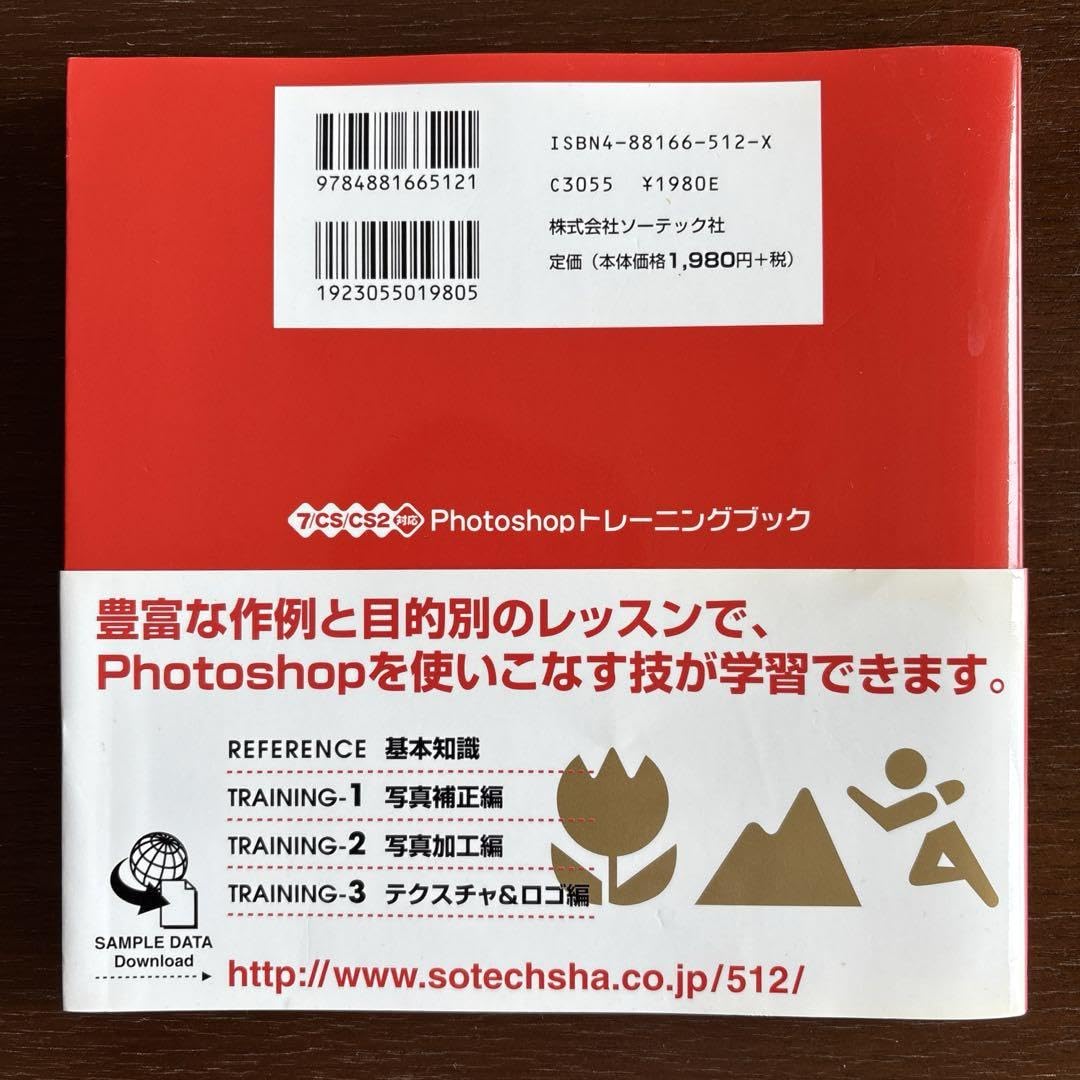 9784881665121
ISBN4-88166-512-X
C3055 ¥1980E
1923055019805
株式会社ソーテック社
定価（本体価格1,980円＋税）
7/CS/CS2対応 Photoshopトレーニングブック
豊富な作例と目的別のレッスンで、
Photoshopを使いこなす技が学習できます。
REFERENCE 基本知識
TRAINING-1 写真補正編
TRAINING-2 写真加工編
TRAINING-3 テクスチャ&ロゴ編
SAMPLE DATA
Download
http://www.sotechsha.co.jp/512/